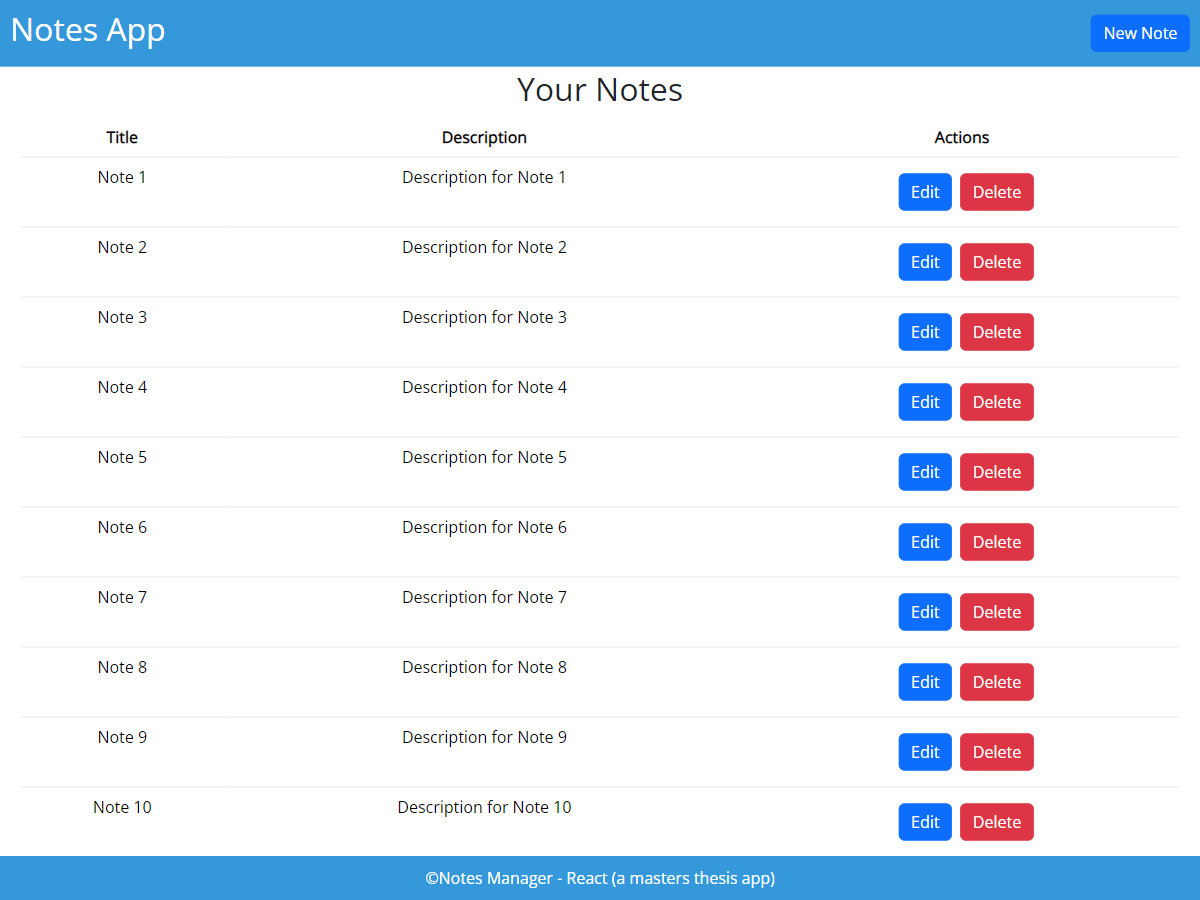 Notes App New Note
Your Notes
Title Description Actions
Note 1 Description for Note 1 Edit Delete
Note 2 Description for Note 2 Edit Delete
Note 3 Description for Note 3 Edit Delete
Note 4 Description for Note 4 Edit Delete
Note 5 Description for Note 5 Edit Delete
Note 6 Description for Note 6 Edit Delete
Note 7 Description for Note 7 Edit Delete
Note 8 Description for Note 8 Edit Delete
Note 9 Description for Note 9 Edit Delete
Note 10 Description for Note 10 Edit Delete
©Notes Manager - React (a masters thesis app)